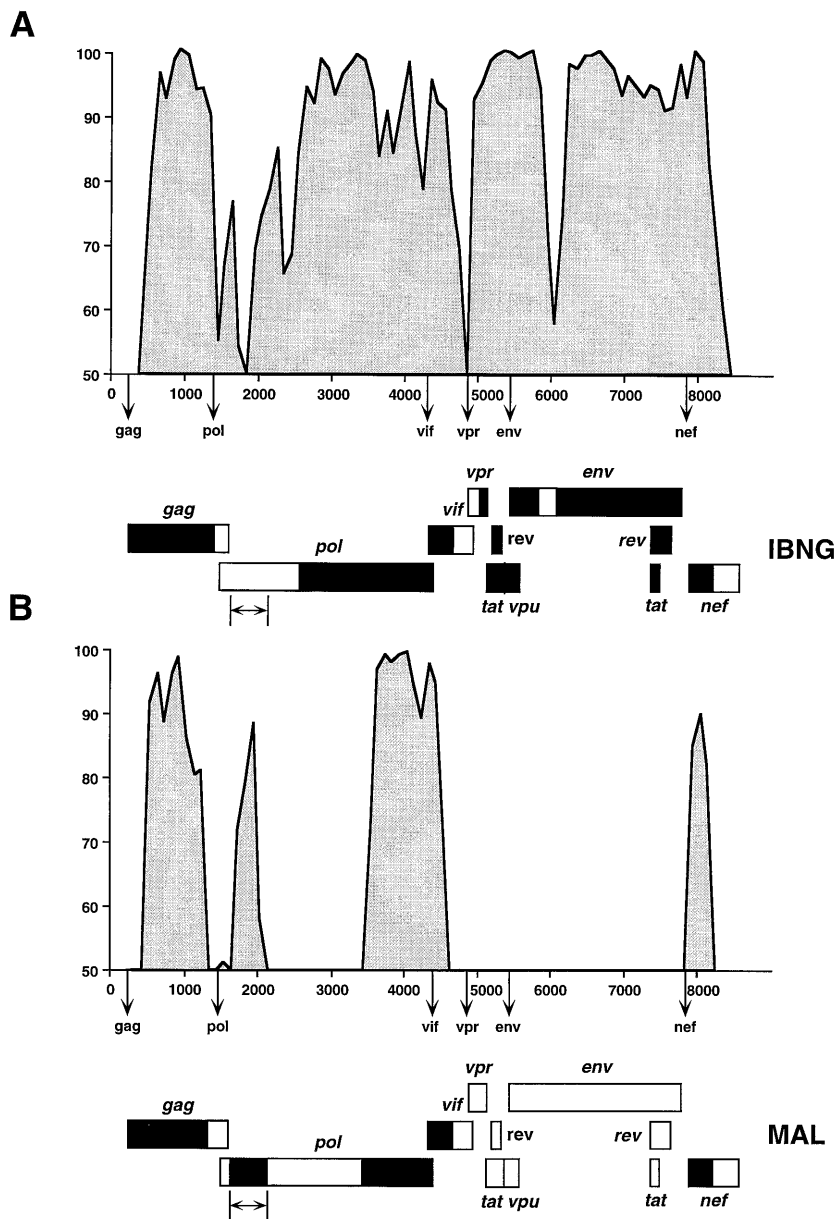 A
100
90
80
70
60
50
0 1000 2000 3000 4000 5000 6000 7000 8000
gag pol vif vpr env nef
vpr env
gag vif rev rev IBNG
pol
tat vpu tat nef
B
100
90
80
70
60
50
0 1000 2000 3000 4000 5000 6000 7000 8000
gag pol vif vpr env nef
vpr env
gag vif rev rev MAL
pol
tat vpu tat nef